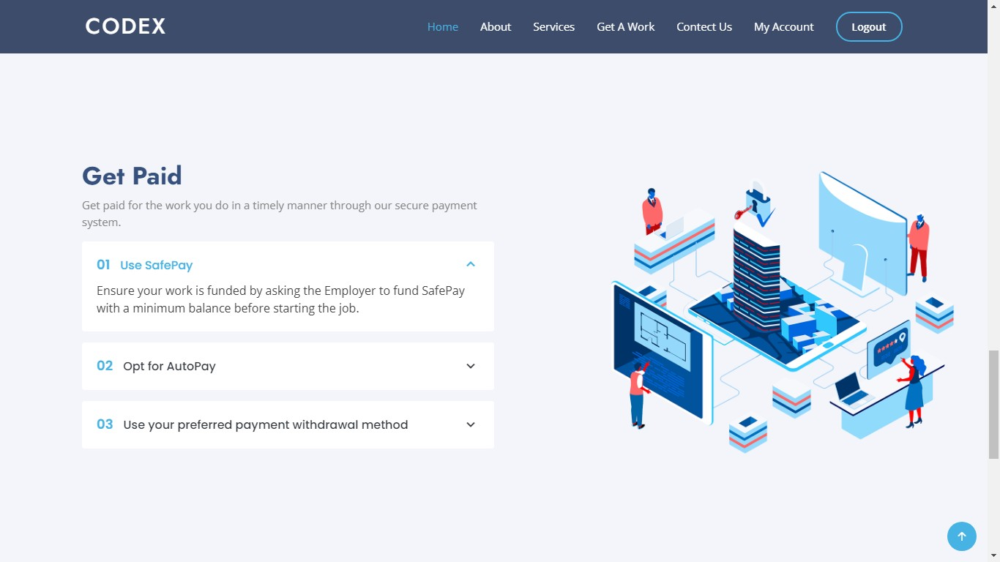 CODEX
Home About Services Get A Work Contect Us My Account Logout
Get Paid
Get paid for the work you do in a timely manner through our secure payment
system.
01 Use SafePay
Ensure your work is funded by asking the Employer to fund SafePay
with a minimum balance before starting the job.
02 Opt for AutoPay
03 Use your preferred payment withdrawal method